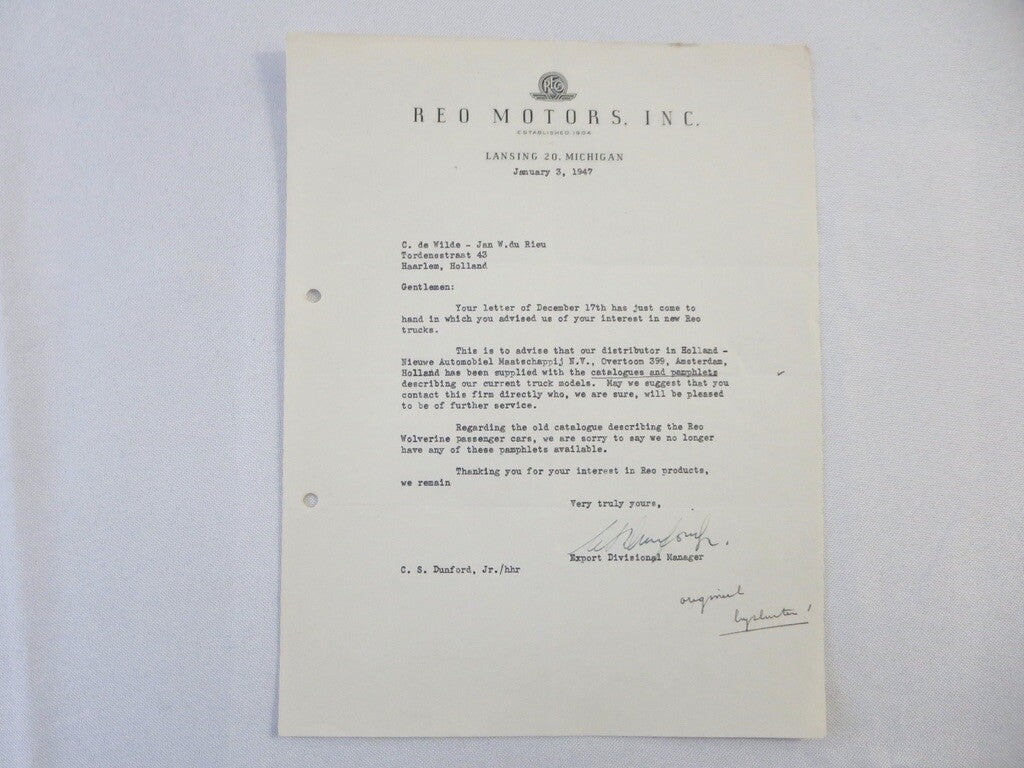 REO
REO MOTORS, INC.
ESTABLISHED 1904
LANSING 20, MICHIGAN
January 3, 1947
C. de Wilde - Jan W.du Rieu
Tordensstraat 43
Haarlem, Holland
Gentlemen:
Your letter of December 17th has just come to
hand in which you advised us of your interest in new Reo
trucks.
This is to advise that our distributor in Holland -
Nieuwe Automobiel Maatschappij N.V., Overtoom 399, Amsterdam,
Holland has been supplied with the catalogues and pamphlets
describing our current truck models. May we suggest that you
contact this firm directly who, we are sure, will be pleased
to be of further service.
Regarding the old catalogue describing the Reo
Wolverine passenger cars, we are sorry to say we no longer
have any of these pamphlets available.
Thanking you for your interest in Reo products,
we remain
Very truly yours,
Export Divisional Manager
C. S. Dunford, Jr./hhr
origineel